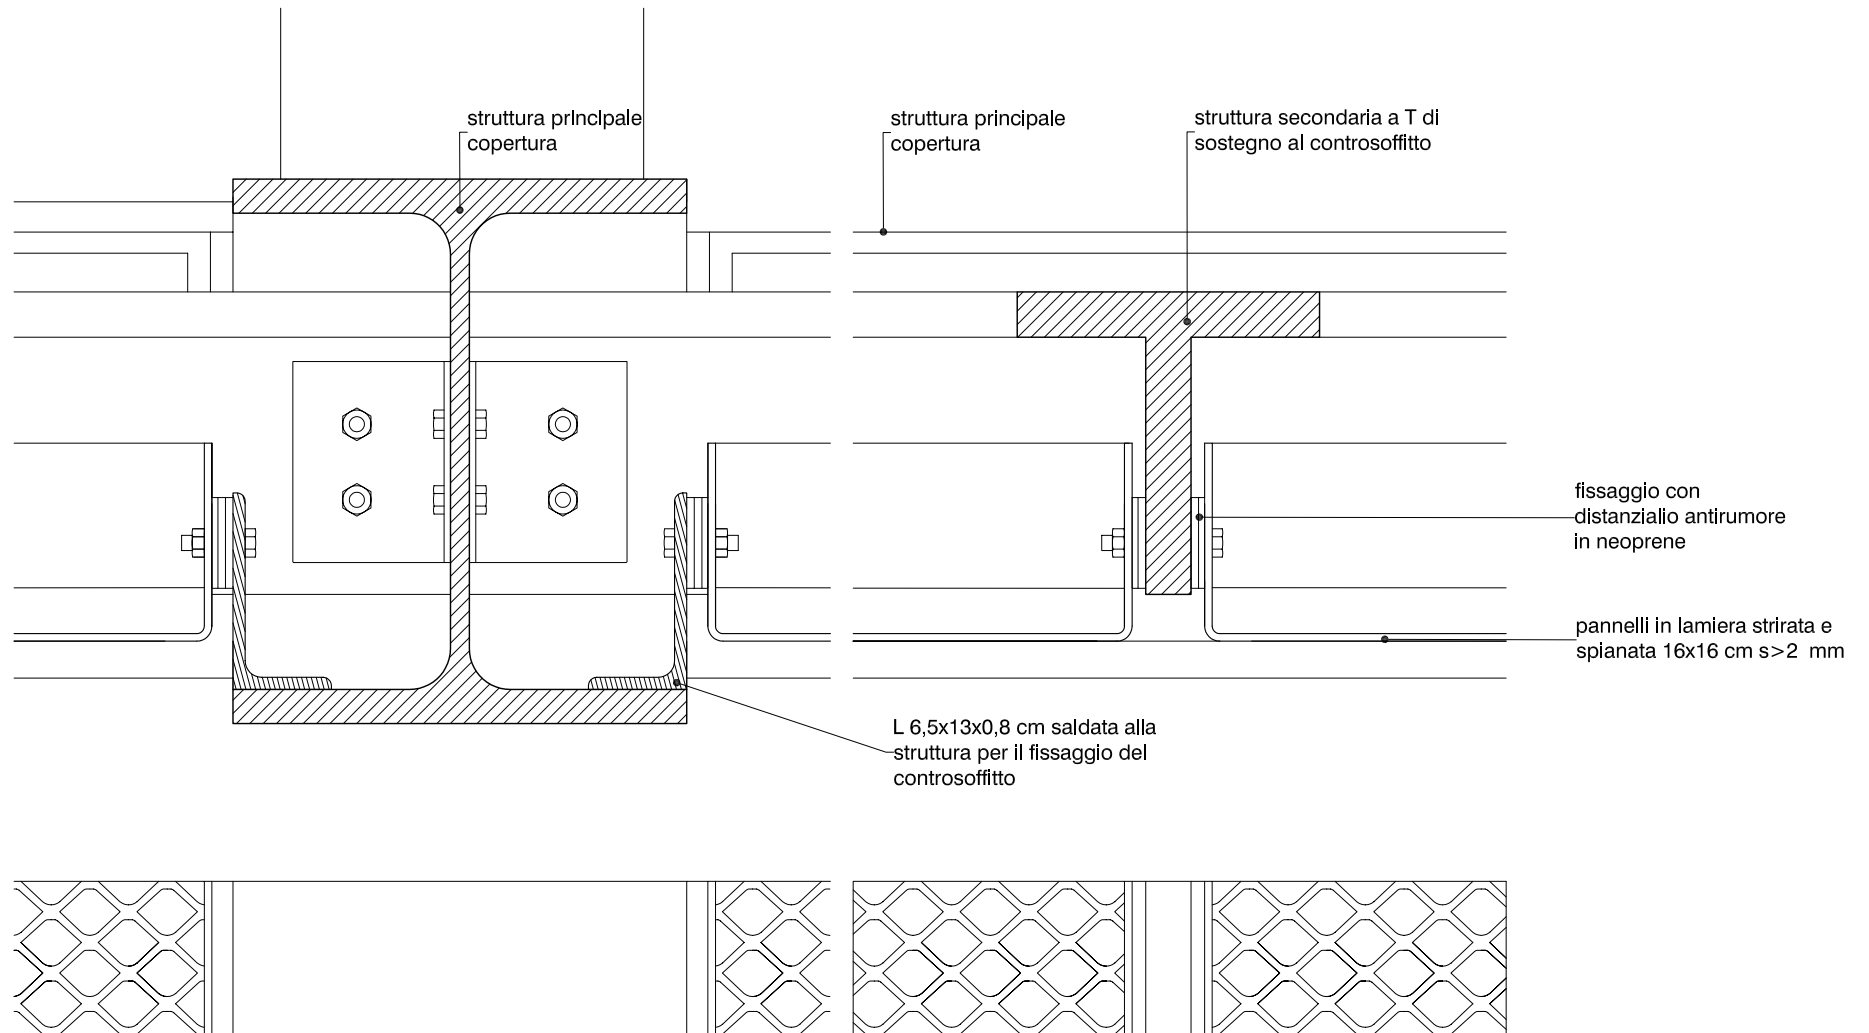 struttura principale
copertura
struttura principale
copertura
struttura secondaria a T di
sostegno al controsoffitto
fissaggio con
distanzialio antirumore
in neoprene
pannelli in lamiera strirata e
spianata 16x16 cm s>2 mm
L 6,5x13x0,8 cm saldata alla
struttura per il fissaggio del
controsoffitto